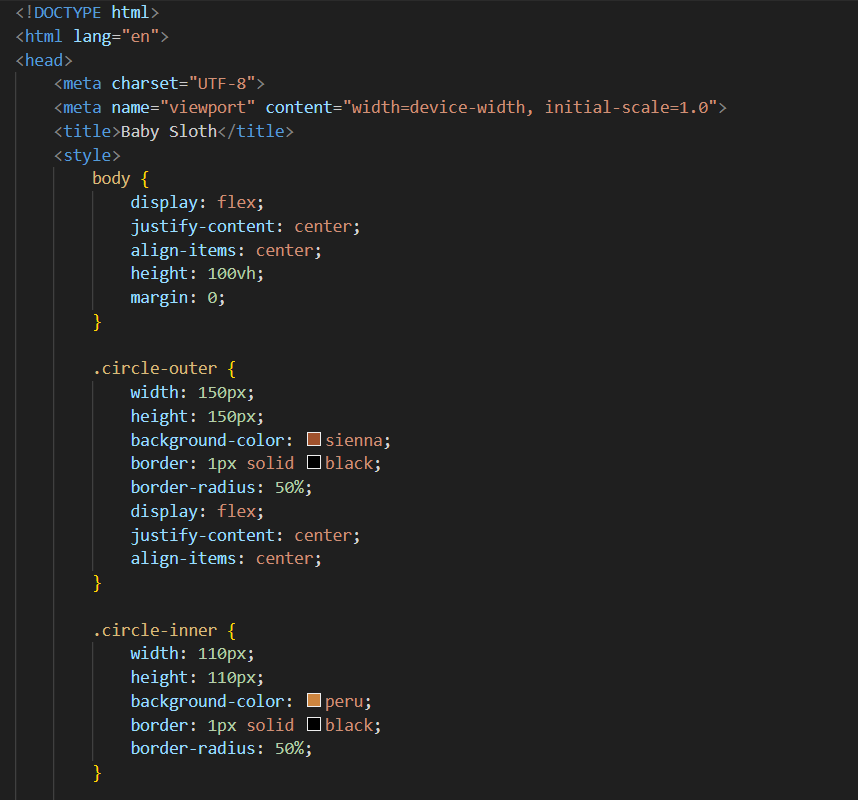 <!DOCTYPE html>
<html lang="en">
<head>
    <meta charset="UTF-8">
    <meta name="viewport" content="width=device-width, initial-scale=1.0">
    <title>Baby Sloth</title>
    <style>
        body {
            display: flex;
            justify-content: center;
            align-items: center;
            height: 100vh;
            margin: 0;
        }

        .circle-outer {
            width: 150px;
            height: 150px;
            background-color: sienna;
            border: 1px solid black;
            border-radius: 50%;
            display: flex;
            justify-content: center;
            align-items: center;
        }

        .circle-inner {
            width: 110px;
            height: 110px;
            background-color: peru;
            border: 1px solid black;
            border-radius: 50%;
        }